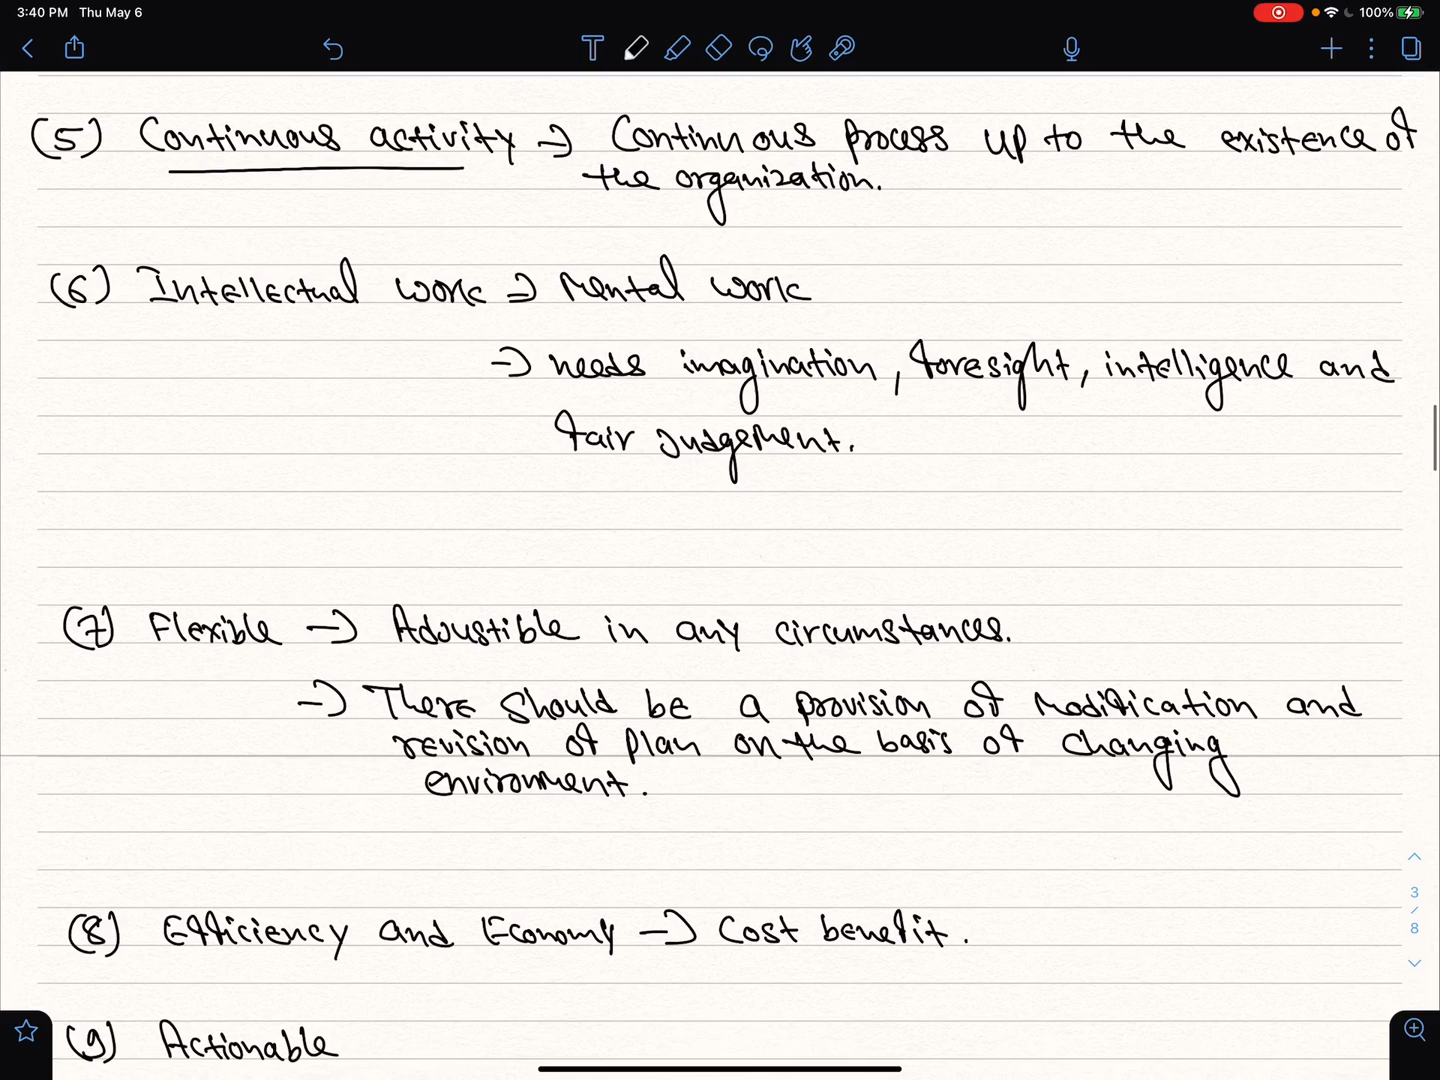 3:40 PM Thu May 6
100%
(5) Continuous activity → Continuous process up to the existence of
the organization.
(6) Intellectual work ⇒ Mental work
→ needs imagination, foresight, intelligence and
fair judgement.
(7) Flexible → Adjustible in any circumstances.
→ There should be a provision of modification and
revision of plan on the basis of changing
environment.
3
/
8
(8) Efficiency and Economy → Cost benefit.
(9) Actionable